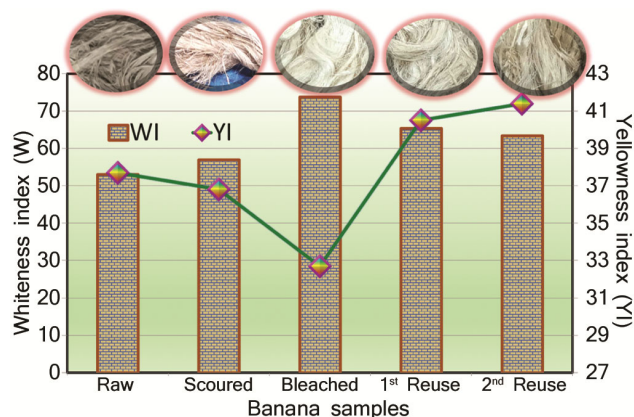 80
70
60
50
40
30
20
10
0
Whiteness index (W)
WI
YI
43
41
39
37
35
33
31
29
27
Yellowness index (YI)
Raw
Scoured
Bleached
1st Reuse
2nd Reuse
Banana samples